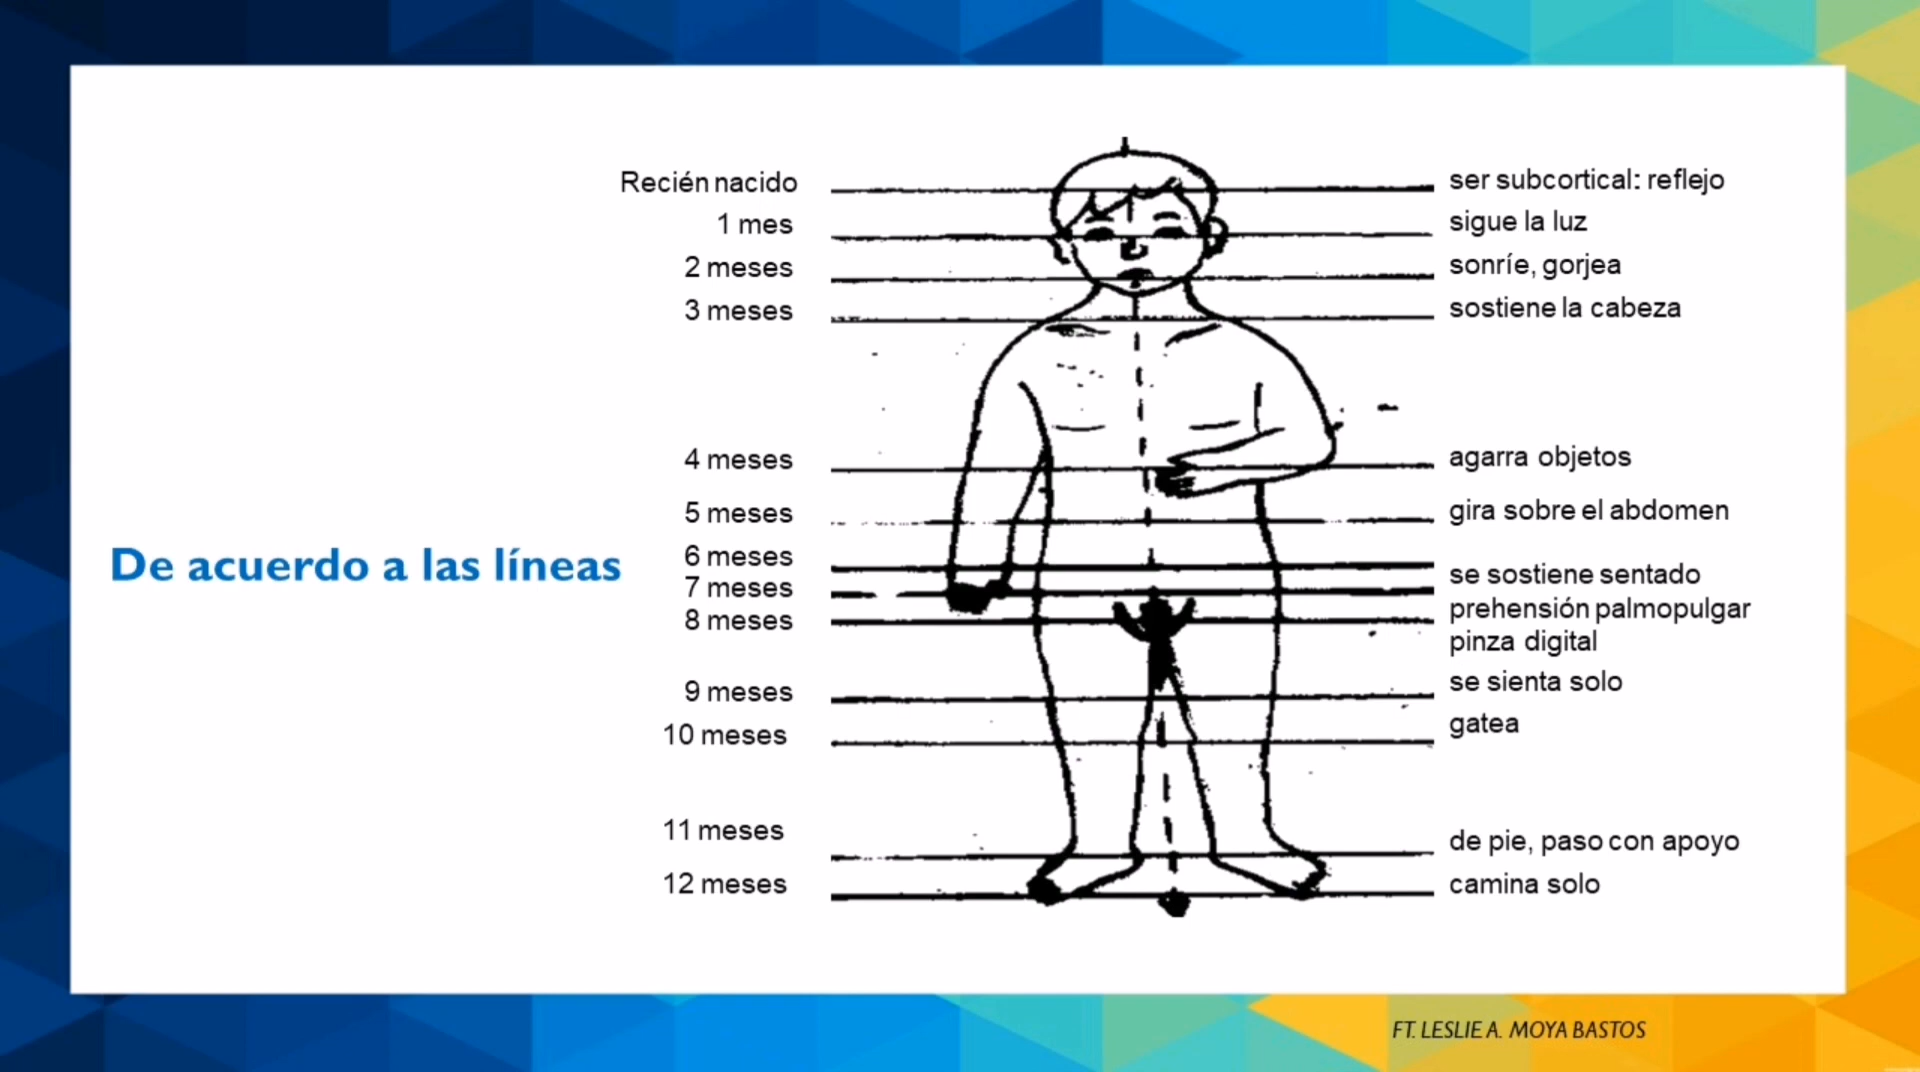 Recién nacido
ser subcortical: reflejo
1 mes
sigue la luz
2 meses
sonríe, gorjea
3 meses
sostiene la cabeza
4 meses
agarra objetos
5 meses
gira sobre el abdomen
De acuerdo a las líneas
6 meses
se sostiene sentado
7 meses
prehensión palmopulgar
8 meses
pinza digital
9 meses
se sienta solo
10 meses
gatea
11 meses
de pie, paso con apoyo
12 meses
camina solo
FT. LESLIE A. MOYA BASTOS